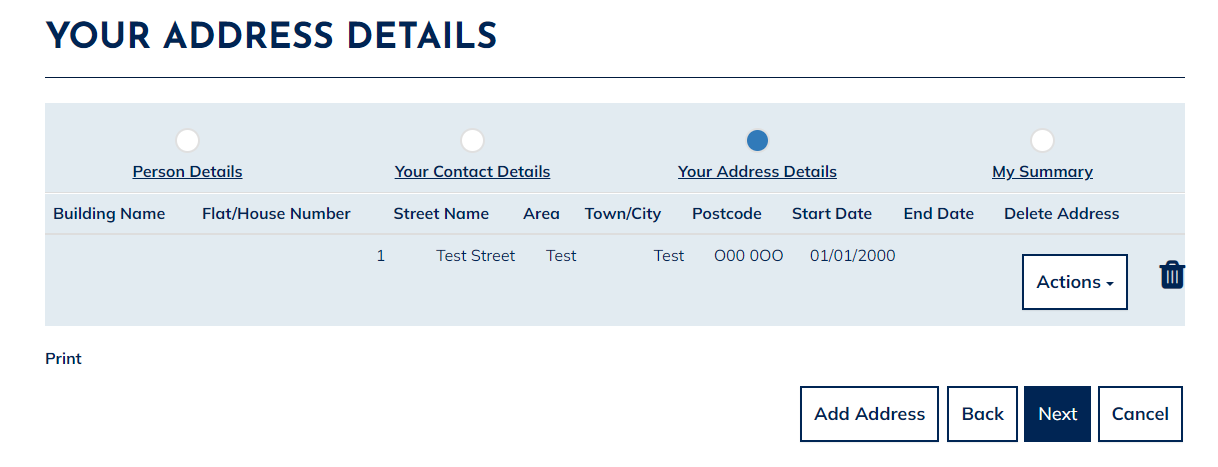 YOUR ADDRESS DETAILS
Person Details Your Contact Details Your Address Details My Summary
Building Name Flat/House Number Street Name Area Town/City Postcode Start Date End Date Delete Address
1 Test Street Test Test O00 0OO 01/01/2000
Actions
Print
Add Address Back Next Cancel